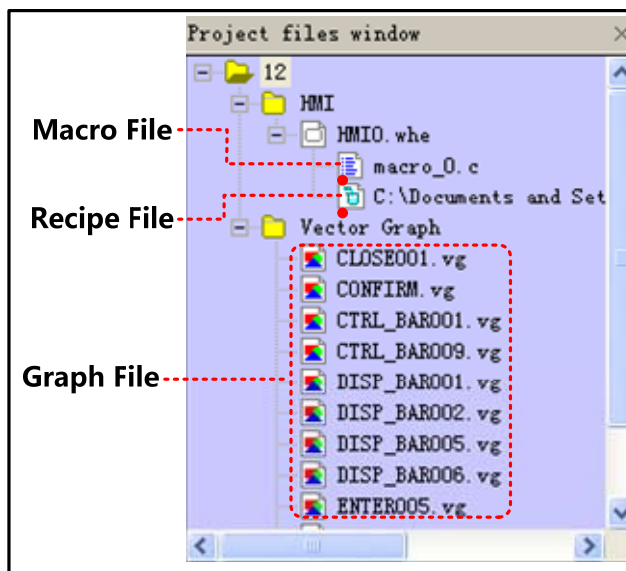 Project files window
12
HMI
HMI0.whe
Macro File
macro_0.c
Recipe File
C:\Documents and Set
Vector Graph
CLOSE001.vg
CONFIRM.vg
CTRL_BAR001.vg
CTRL_BAR009.vg
Graph File
DISP_BAR001.vg
DISP_BAR002.vg
DISP_BAR005.vg
DISP_BAR006.vg
ENTER005.vg